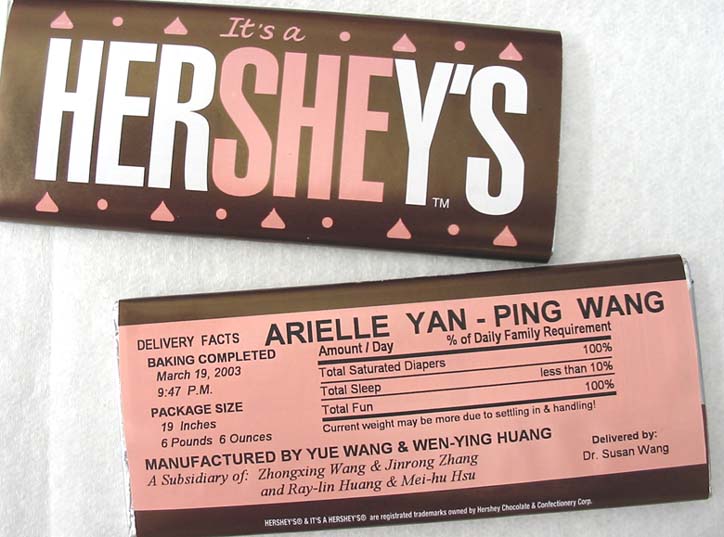 It's a
HERSHEY'S
TM
ARIELLE YAN - PING WANG
DELIVERY FACTS
BAKING COMPLETED
March 19, 2003
9:47 P.M.
PACKAGE SIZE
19 Inches
6 Pounds 6 Ounces
Amount / Day % of Daily Family Requirement
Total Saturated Diapers 100%
Total Sleep less than 10%
Total Fun 100%
Current weight may be more due to settling in & handling!
MANUFACTURED BY YUE WANG & WEN-YING HUANG
A Subsidiary of: Zhongxing Wang & Jinrong Zhang
and Ray-lin Huang & Mei-hu Hsu
Delivered by:
Dr. Susan Wang
HERSHEY'S® & IT'S A HERSHEY'S® are registrated trademarks owned by Hershey Chocolate & Confectionery Corp.